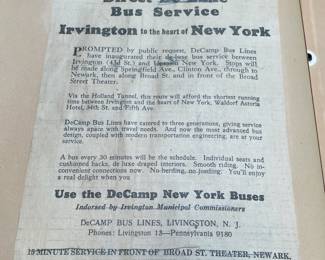 Direct De Luxe
Bus Service
Irvington to the heart of New York
PROMPTED by public request, DeCamp Bus Lines
have inaugurated their de-luxe bus service between
Irvington (43d St.) and New York. Stops will
be made along Springfield Ave., Clinton Ave., through to
Newark, then along Broad St. and in front of the Broad
Street Theater.
Via the Holland Tunnel, this route will afford the shortest running
time between Irvington and the heart of New York, Waldorf Astoria
Hotel, 34th St. and Fifth Ave.
DeCamp Bus Lines have catered to three generations, giving service
always apace with travel needs. And now the most advanced bus
design, coupled with modern transportation engineering, are at your
service.
A bus every 30 minutes will be the schedule. Individual seats and
cushioned backs, de luxe draped interiors. Smooth riding. No in-
convenient connections now. No herding, no jostling. You'll enjoy
a real delight when you
Use the DeCamp New York Buses
Indorsed by Irvington Municipal Commissioners
DeCAMP BUS LINES, LIVINGSTON, N. J.
Phones: Livingston 13—Pennsylvania 9180
15 MINUTE SERVICE IN FRONT OF BROAD ST. THEATER, NEWARK,